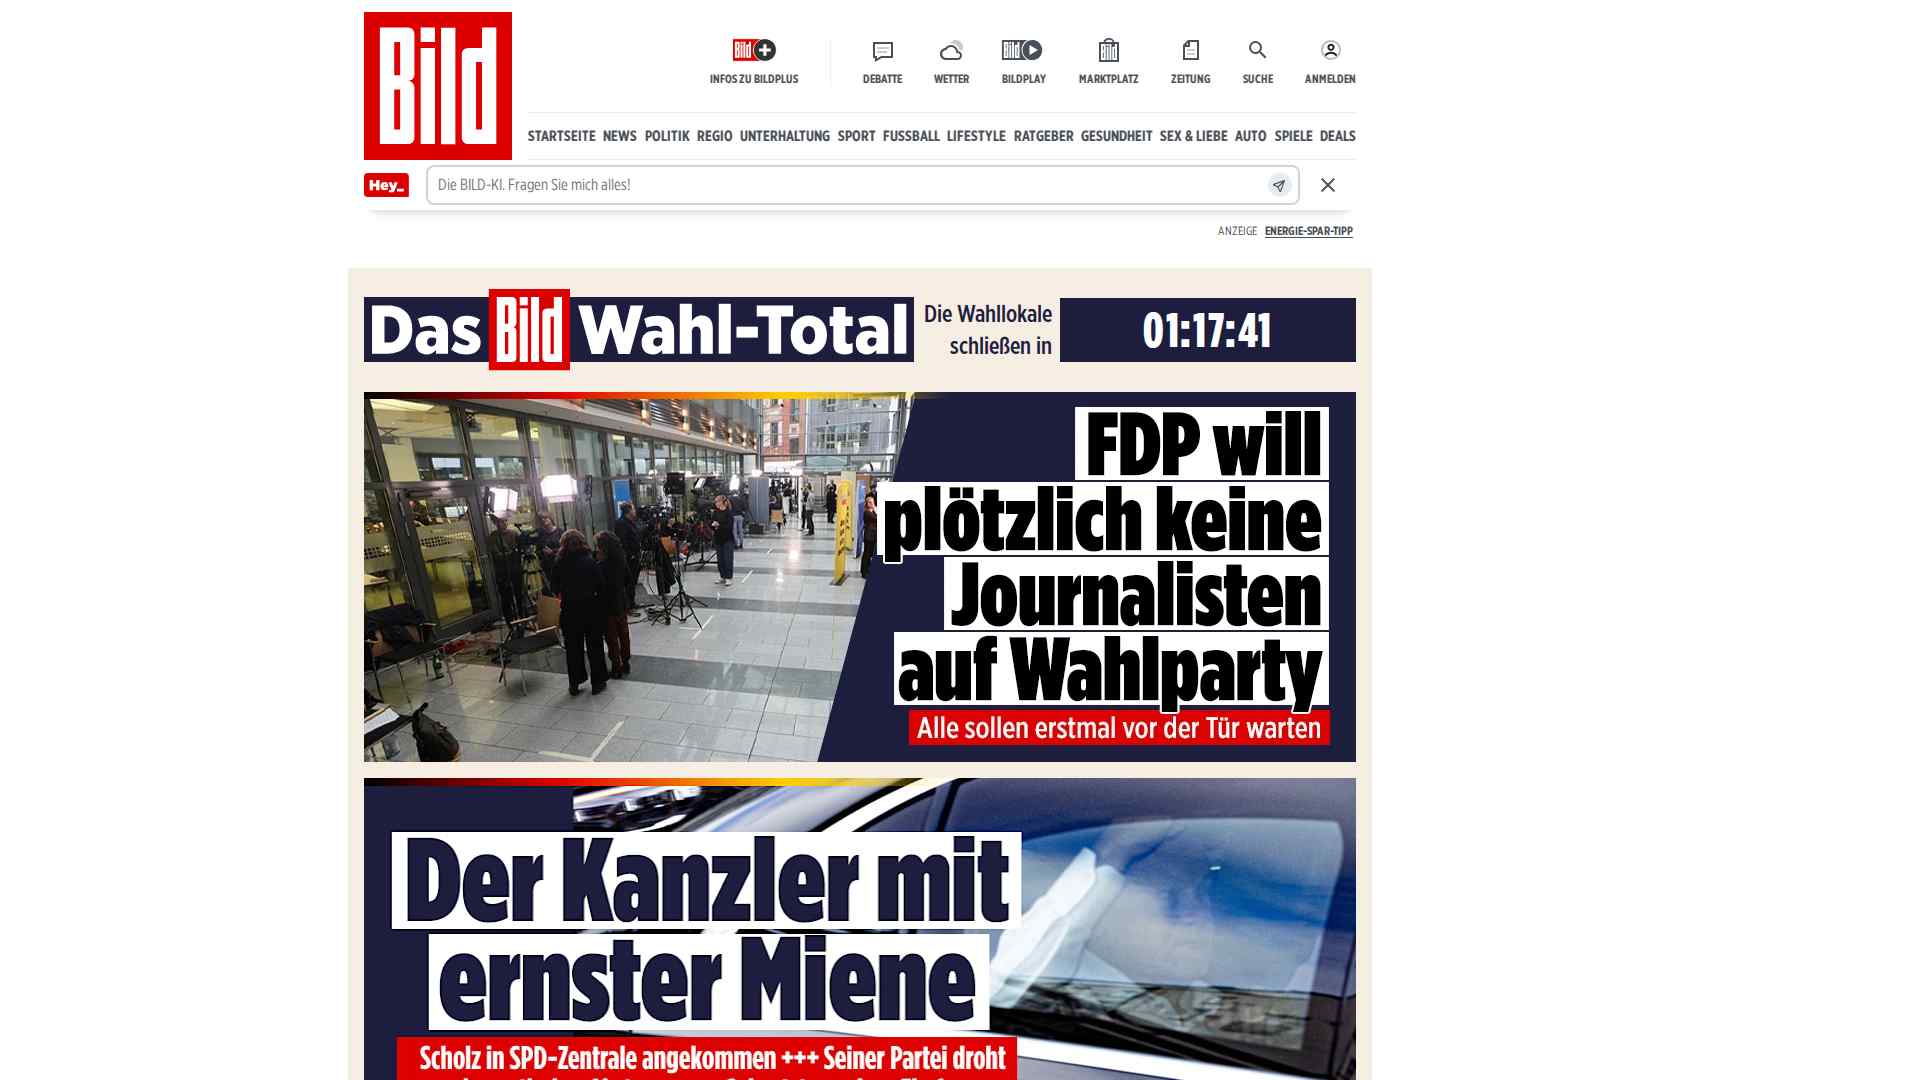 Bild
Bild
INFOS ZU BILDPLUS
DEBATTE
WETTER
Bild
BILDPLAY
Bild
MARKTPLATZ
ZEITUNG
SUCHE
ANMELDEN
STARTSEITE NEWS POLITIK REGIO UNTERHALTUNG SPORT FUSSBALL LIFESTYLE RATGEBER GESUNDHEIT SEX & LIEBE AUTO SPIELE DEALS
Hey_
Die BILD-KI. Fragen Sie mich alles!
ANZEIGE ENERGIE-SPAR-TIPP
Das Bild Wahl-Total
Die Wahllokale
schließen in
01:17:41
FDP will
plötzlich keine
Journalisten
auf Wahlparty
Alle sollen erstmal vor der Tür warten
Der Kanzler mit
ernster Miene
Scholz in SPD-Zentrale angekommen +++ Seiner Partei droht